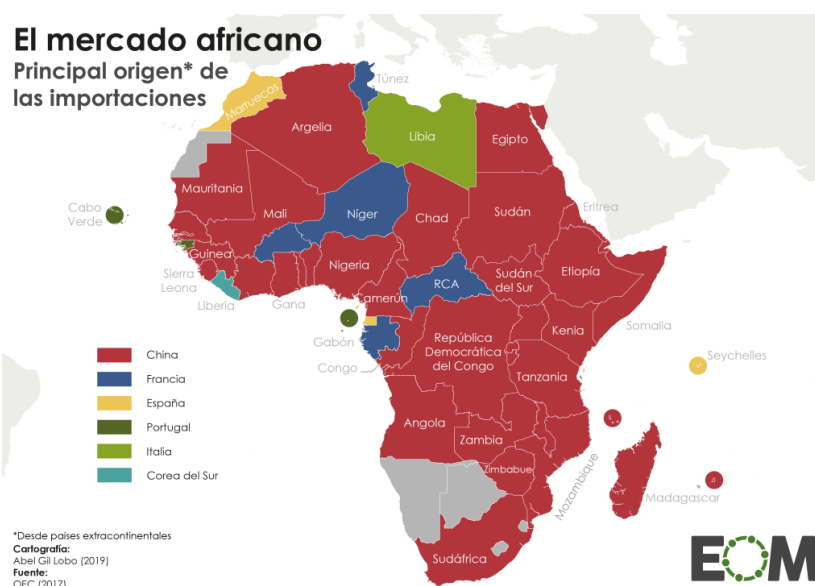 El mercado africano
Principal origen* de
las importaciones
Túnez
Marruecos
Argelia
Libia
Egipto
Mauritania
Cabo
Verde
Malí
Níger
Chad
Sudán
Eritrea
Guinea
Sierra
Leona
Liberia
Gana
Nigeria
Camerún
RCA
Sudán
del Sur
Etiopía
Somalia
Gabón
Congo
República
Democrática
del Congo
Kenia
Seychelles
Tanzania
Angola
Zambia
Zimbabue
Mozambique
Madagascar
Sudáfrica
China
Francia
España
Portugal
Italia
Corea del Sur
*Desde países extracontinentales
Cartografía:
Abel Gil Lobo (2019)
Fuente:
OEC (2017)
EOM